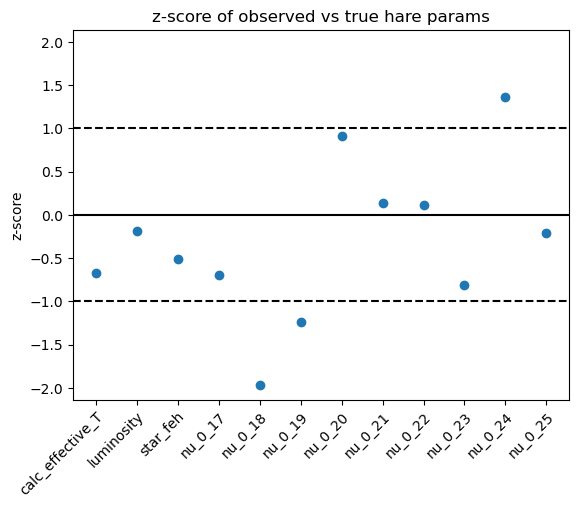 z-score of observed vs true hare params
z-score
2.0
1.5
1.0
0.5
0.0
−0.5
−1.0
−1.5
−2.0
calc_effective_T
luminosity
star_feh
nu_0_17
nu_0_18
nu_0_19
nu_0_20
nu_0_21
nu_0_22
nu_0_23
nu_0_24
nu_0_25